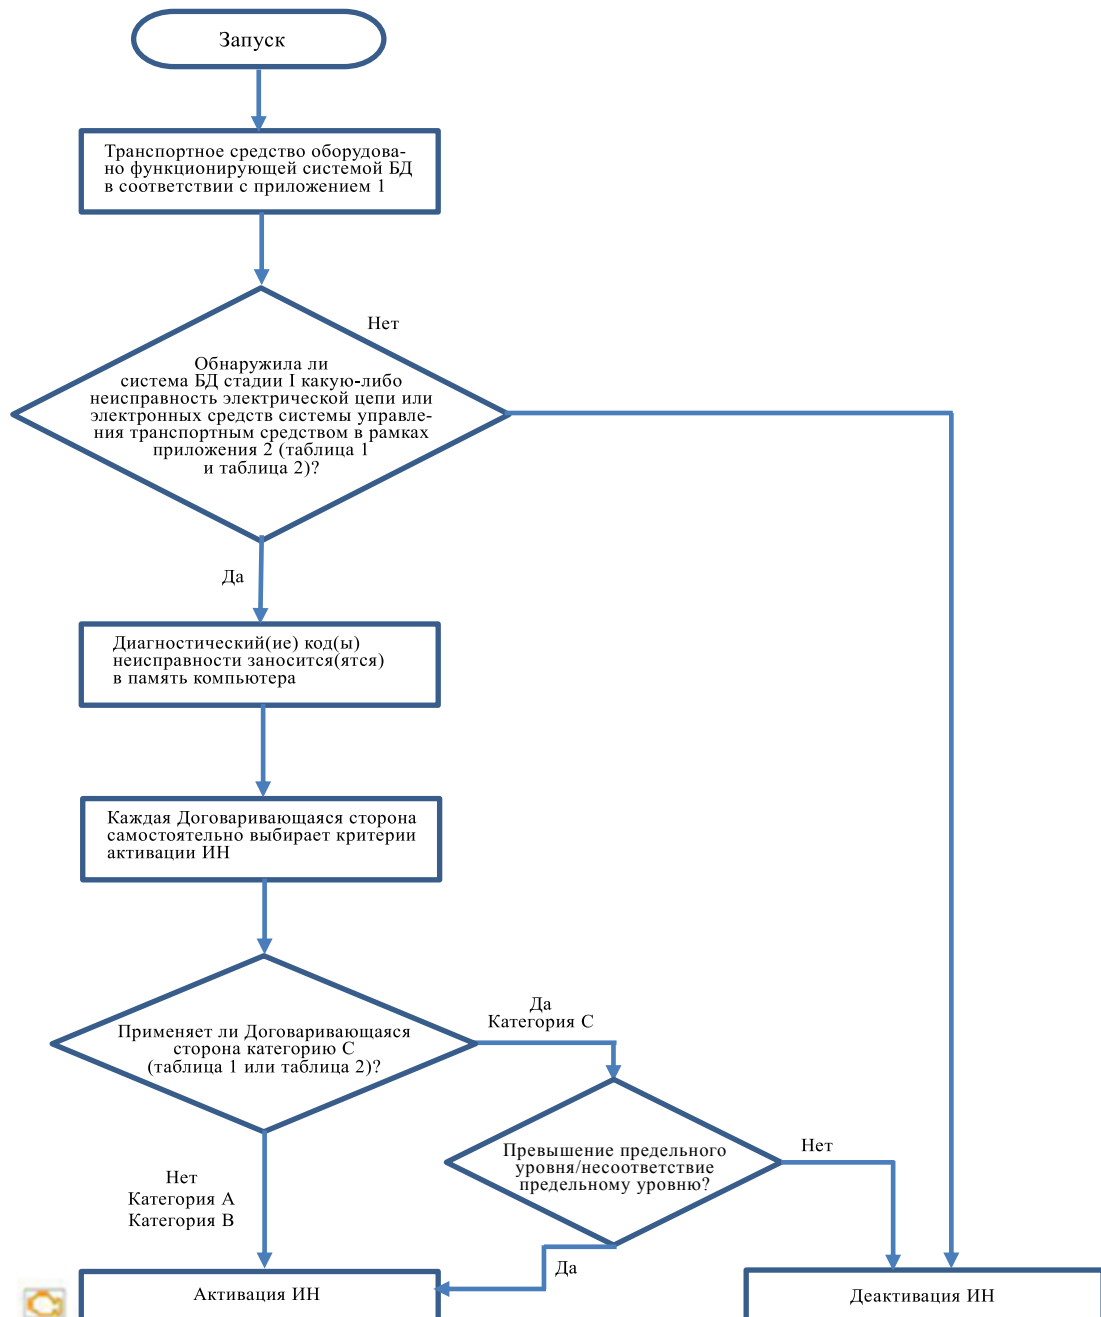 Запуск
Транспортное средство оборудова-
но функционирующей системой БД
в соответствии с приложением 1
Нет
Обнаружила ли
система БД стадии I какую-либо
неисправность электрической цепи или
электронных средств системы управле-
ния транспортным средством в рамках
приложения 2 (таблица 1
и таблица 2)?
Да
Диагностический(ие) код(ы)
неисправности заносится(ятся)
в память компьютера
Каждая Договаривающаяся сторона
самостоятельно выбирает критерии
активации ИН
Применяет ли Договаривающаяся
сторона категорию С
(таблица 1 или таблица 2)?
Да
Категория С
Превышение предельного
уровня/несоответствие
предельному уровню?
Нет
Нет
Категория А
Категория В
Да
Активация ИН
Деактивация ИН